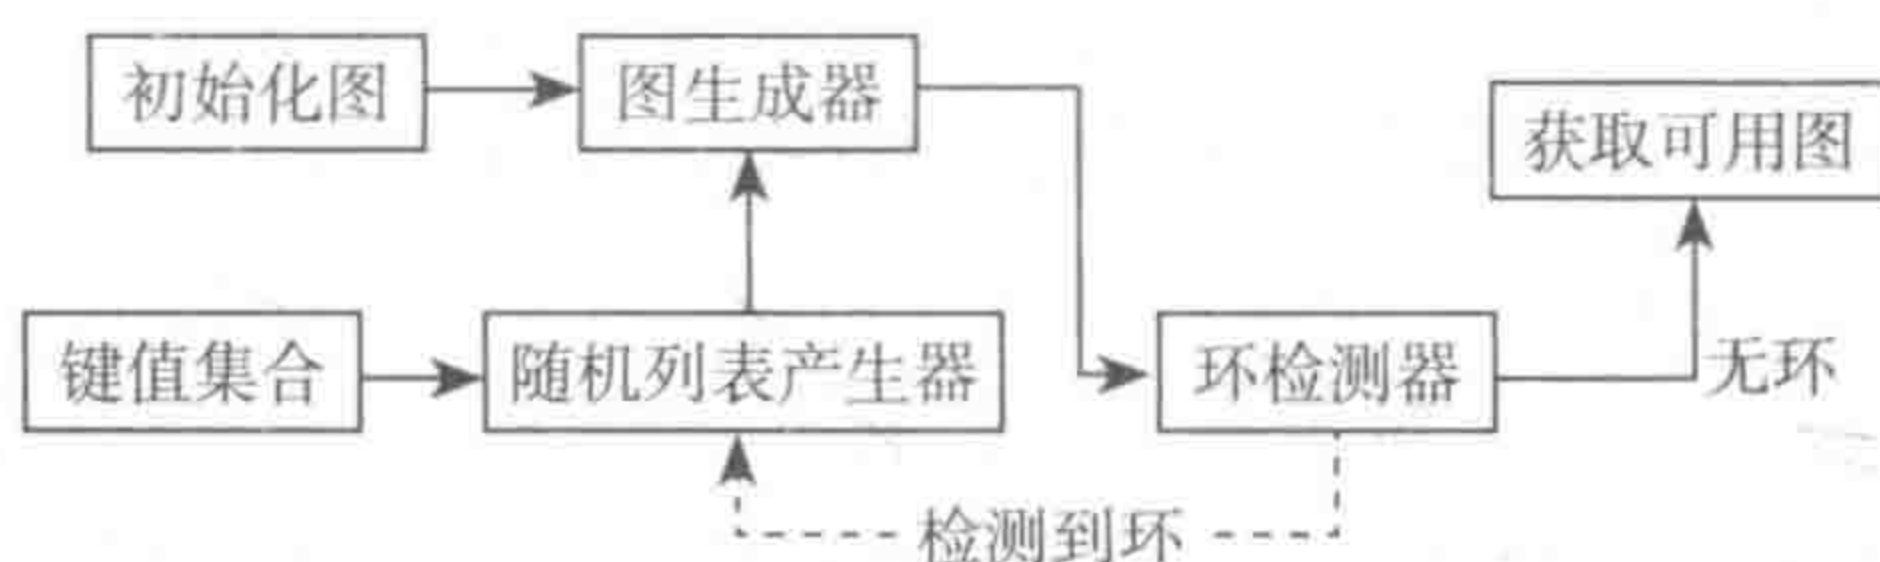 初始化图
图生成器
获取可用图
键值集合
随机列表产生器
环检测器
无环
检测到环